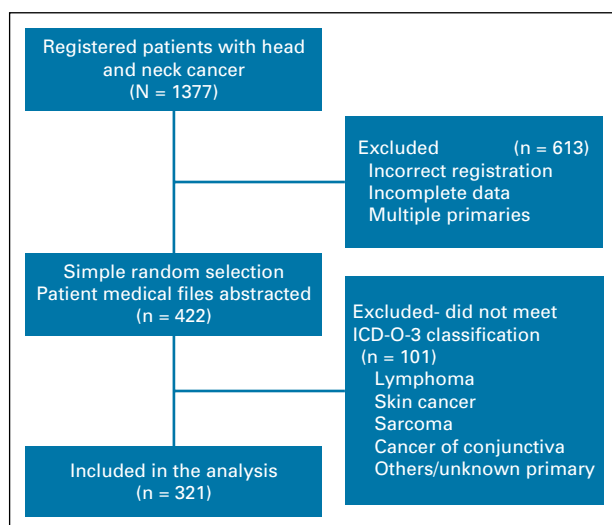 Registered patients with head
and neck cancer
(N = 1377)
Excluded (n = 613)
Incorrect registration
Incomplete data
Multiple primaries
Simple random selection
Patient medical files abstracted
(n = 422)
Excluded- did not meet
ICD-O-3 classification
(n = 101)
Lymphoma
Skin cancer
Sarcoma
Cancer of conjunctiva
Others/unknown primary
Included in the analysis
(n = 321)